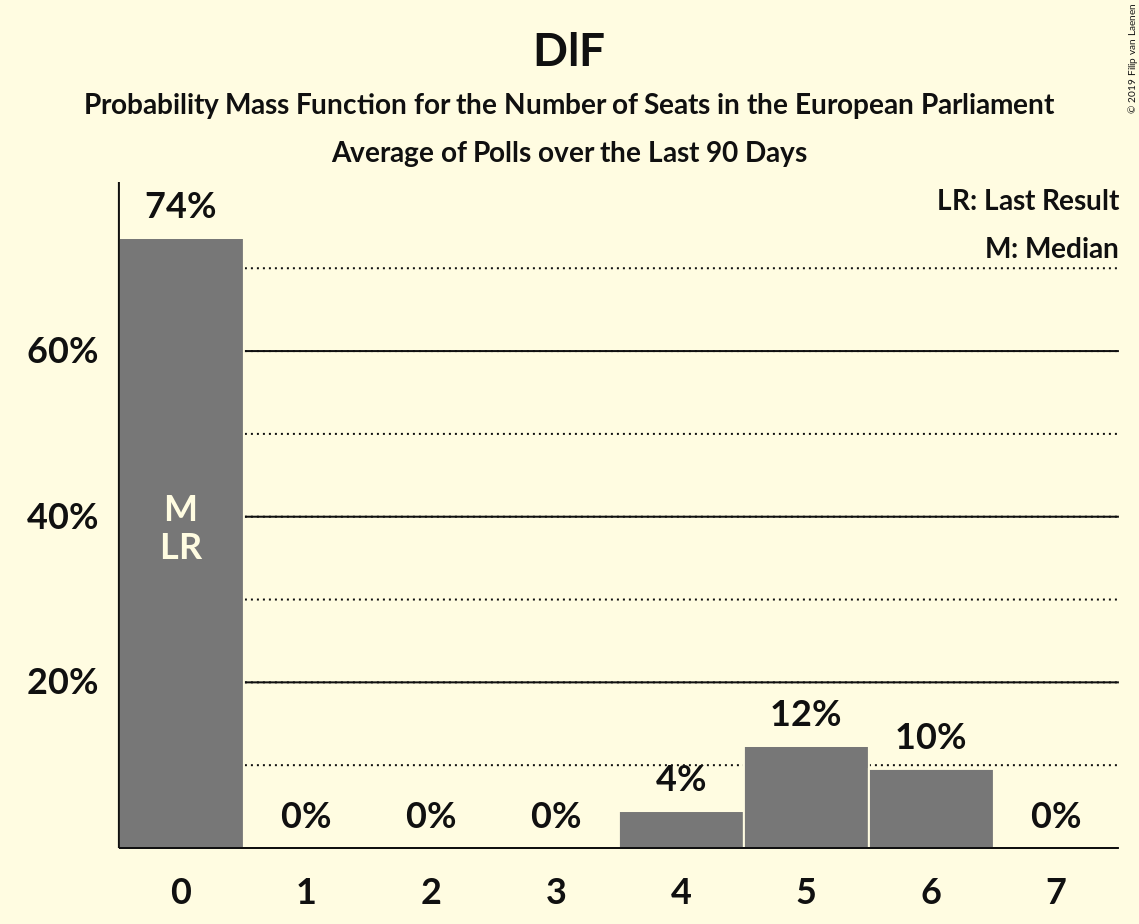 DIF
Probability Mass Function for the Number of Seats in the European Parliament
Average of Polls over the Last 90 Days
© 2019 Filip van Laenen
LR: Last Result
M: Median
74%
60%
40%
20%
M
LR
0%
0%
0%
4%
12%
10%
0%
0 1 2 3 4 5 6 7